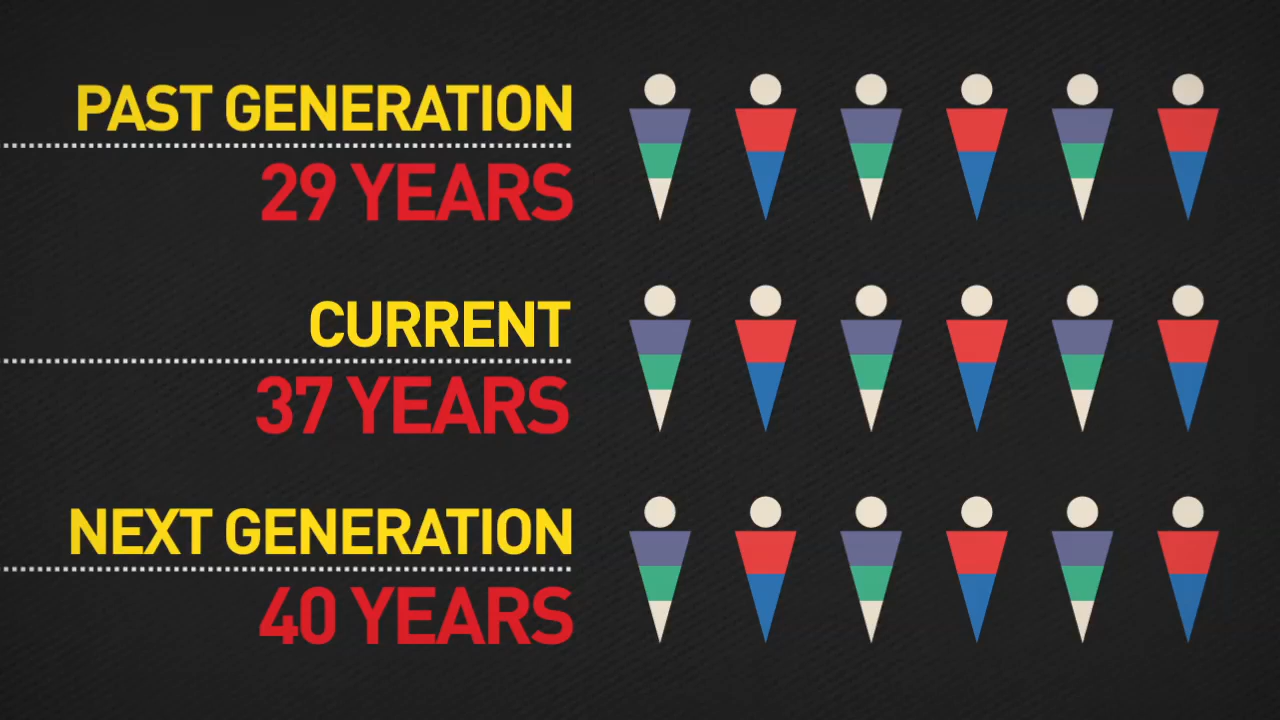 PAST GENERATION
29 YEARS
CURRENT
37 YEARS
NEXT GENERATION
40 YEARS